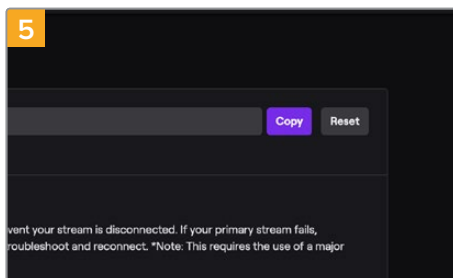 5
Copy Reset
vent your stream is disconnected. If your primary stream fails,
roubleshoot and reconnect. *Note: This requires the use of a major